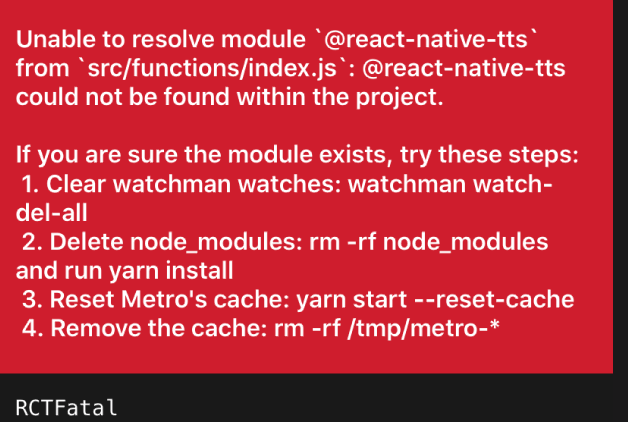 Unable to resolve module `@react-native-tts`
from `src/functions/index.js`: @react-native-tts
could not be found within the project.
If you are sure the module exists, try these steps:
1. Clear watchman watches: watchman watch-
del-all
2. Delete node_modules: rm -rf node_modules
and run yarn install
3. Reset Metro's cache: yarn start --reset-cache
4. Remove the cache: rm -rf /tmp/metro-*
RCTFatal